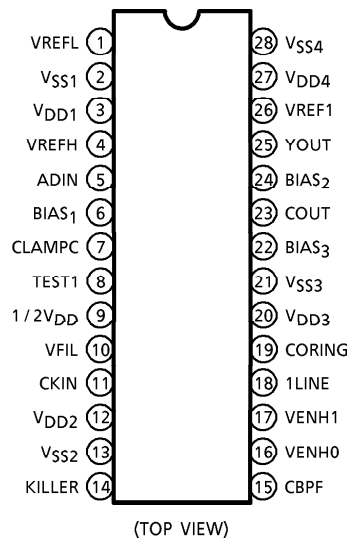 VREFL 1 28 VSS4
VSS1 2 27 VDD4
VDD1 3 26 VREF1
VREFH 4 25 YOUT
ADIN 5 24 BIAS2
BIAS1 6 23 COUT
CLAMPC 7 22 BIAS3
TEST1 8 21 VSS3
1/2VDD 9 20 VDD3
VFIL 10 19 CORING
CKIN 11 18 1LINE
VDD2 12 17 VENH1
VSS2 13 16 VENH0
KILLER 14 15 CBPF
(TOP VIEW)